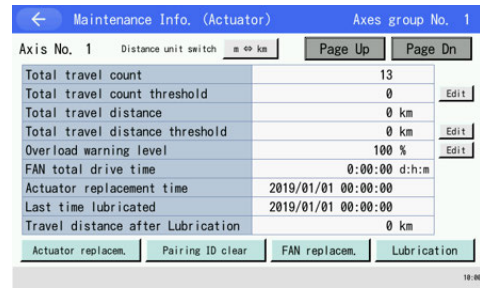 ← Maintenance Info. (Actuator) Axes group No. 1
Axis No. 1 Distance unit switch m ⇔ km Page Up Page Dn
Total travel count 13
Total travel count threshold 0 Edit
Total travel distance 0 km
Total travel distance threshold 0 km Edit
Overload warning level 100 % Edit
FAN total drive time 0:00:00 d:h:m
Actuator replacement time 2019/01/01 00:00:00
Last time lubricated 2019/01/01 00:00:00
Travel distance after Lubrication 0 km
Actuator replacem. Pairing ID clear FAN replacem. Lubrication